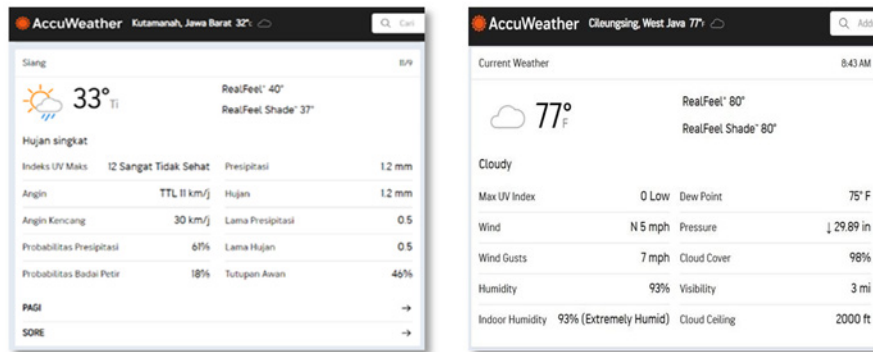 AccuWeather Kutamanah, Jawa Barat 32°c
Cari
Siang 11/9
33° Ti
RealFeel® 40°
RealFeel Shade™ 37°
Hujan singkat
Indeks UV Maks 12 Sangat Tidak Sehat
Presipitasi 1.2 mm
Angin TTL 11 km/j
Hujan 1.2 mm
Angin Kencang 30 km/j
Lama Presipitasi 0.5
Probabilitas Presipitasi 61%
Lama Hujan 0.5
Probabilitas Badai Petir 18%
Tutupan Awan 46%
PAGI →
SORE →
AccuWeather Cileungsing, West Java 77°F
Add
Current Weather 8:43 AM
77° F
RealFeel® 80°
RealFeel Shade™ 80°
Cloudy
Max UV Index 0 Low
Dew Point 75° F
Wind N 5 mph
Pressure ↓ 29.89 in
Wind Gusts 7 mph
Cloud Cover 98%
Humidity 93%
Visibility 3 mi
Indoor Humidity 93% (Extremely Humid)
Cloud Ceiling 2000 ft